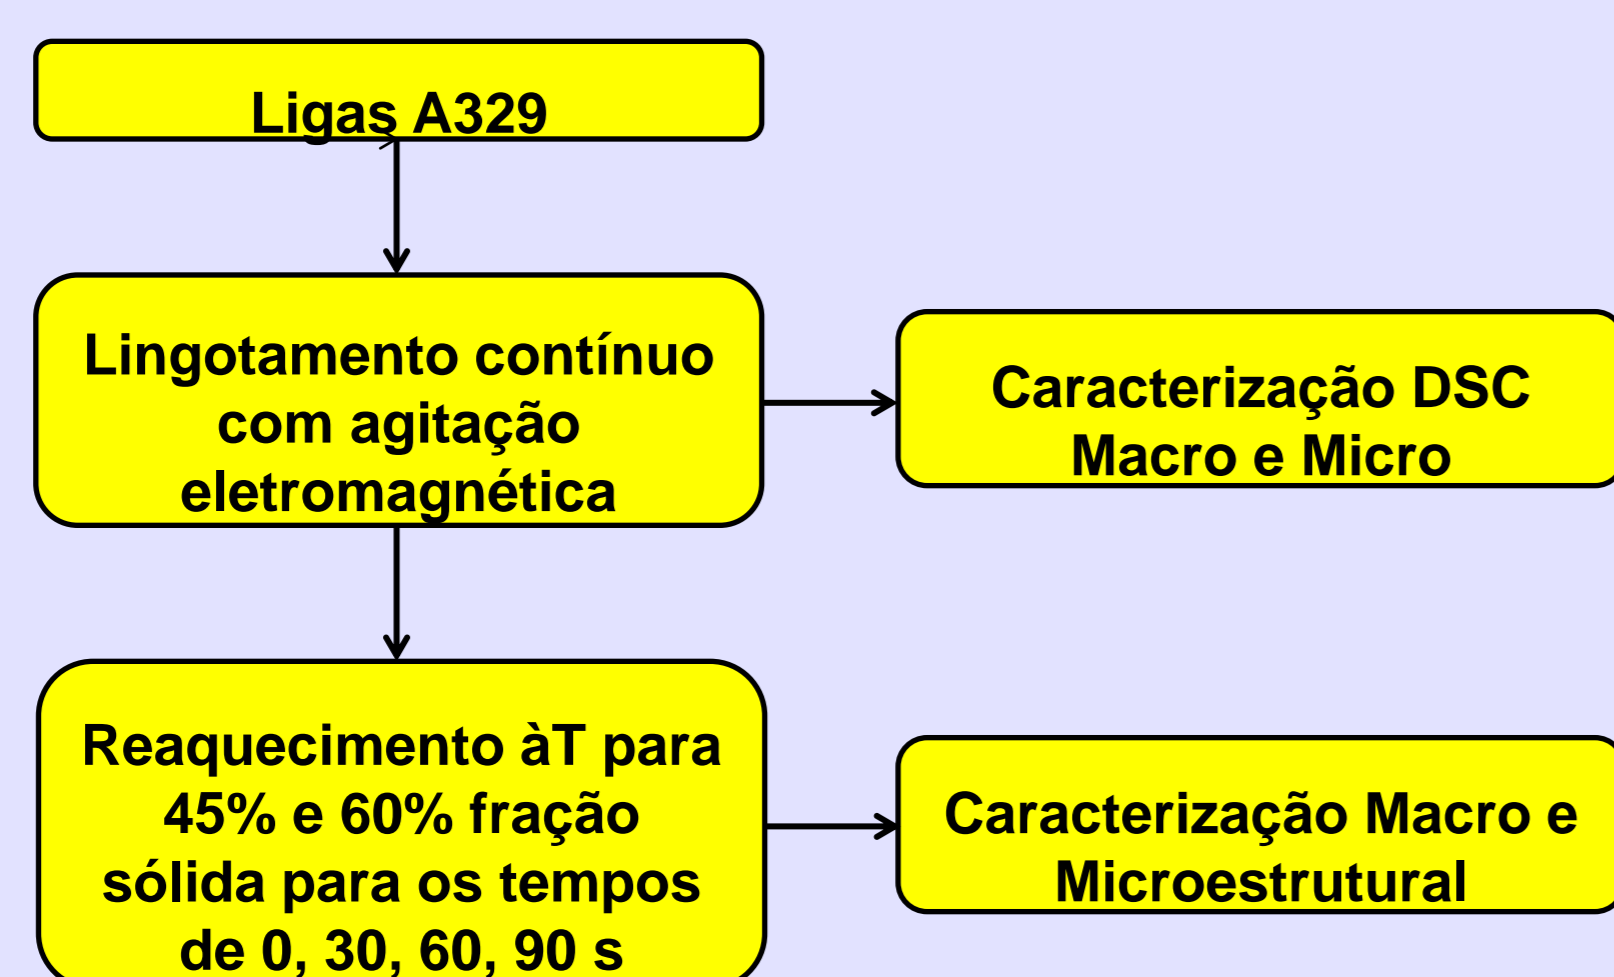 Ligas A329
Lingotamento contínuo
com agitação
eletromagnética
Caracterização DSC
Macro e Micro
Reaquecimento àT para
45% e 60% fração
sólida para os tempos
de 0, 30, 60, 90 s
Caracterização Macro e
Microestrutural